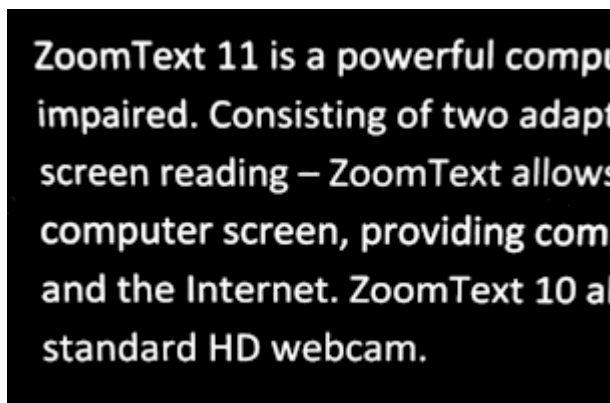 ZoomText 11 is a powerful compu
impaired. Consisting of two adapt
screen reading – ZoomText allows
computer screen, providing com
and the Internet. ZoomText 10 al
standard HD webcam.